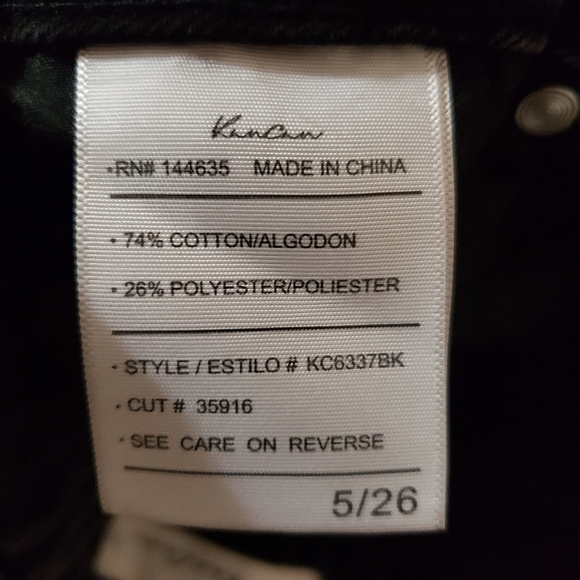 KanCan
•RN# 144635 MADE IN CHINA
• 74% COTTON/ALGODON
• 26% POLYESTER/POLIESTER
• STYLE / ESTILO # KC6337BK
• CUT # 35916
• SEE CARE ON REVERSE
5/26